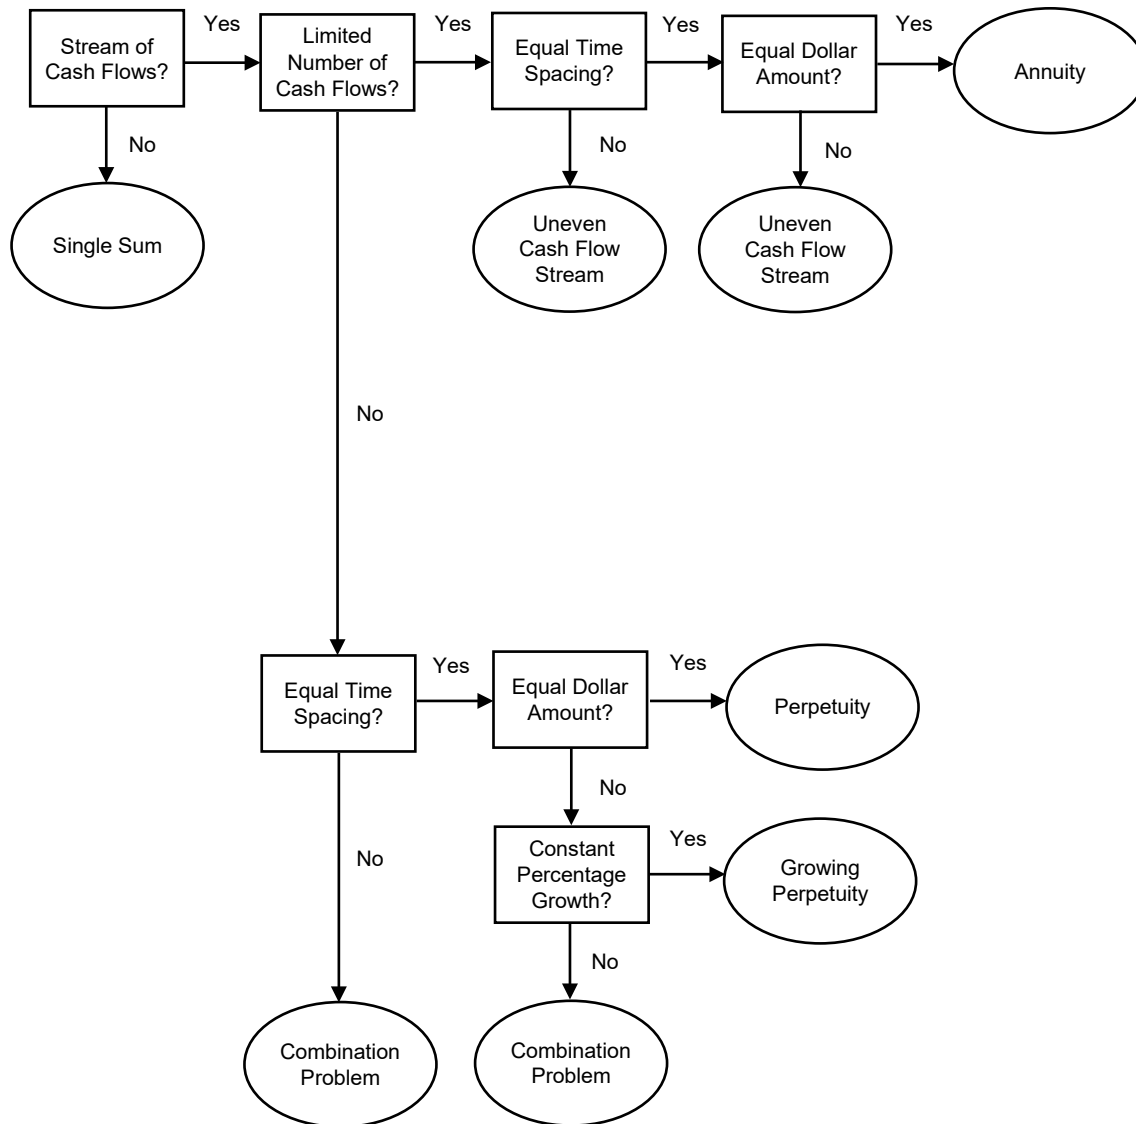 Stream of
Cash Flows?
Yes
Limited
Number of
Cash Flows?
Yes
Equal Time
Spacing?
Yes
Equal Dollar
Amount?
Yes
Annuity
No
No
No
Single Sum
Uneven
Cash Flow
Stream
Uneven
Cash Flow
Stream
No
Equal Time
Spacing?
Yes
Equal Dollar
Amount?
Yes
Perpetuity
No
No
Constant
Percentage
Growth?
Yes
Growing
Perpetuity
No
Combination
Problem
Combination
Problem